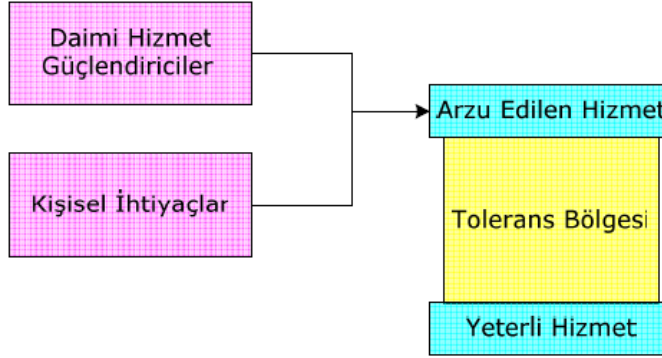 Daimi Hizmet
Güçlendiriciler
Arzu Edilen Hizmet
Kişisel İhtiyaçlar
Tolerans Bölgesi
Yeterli Hizmet